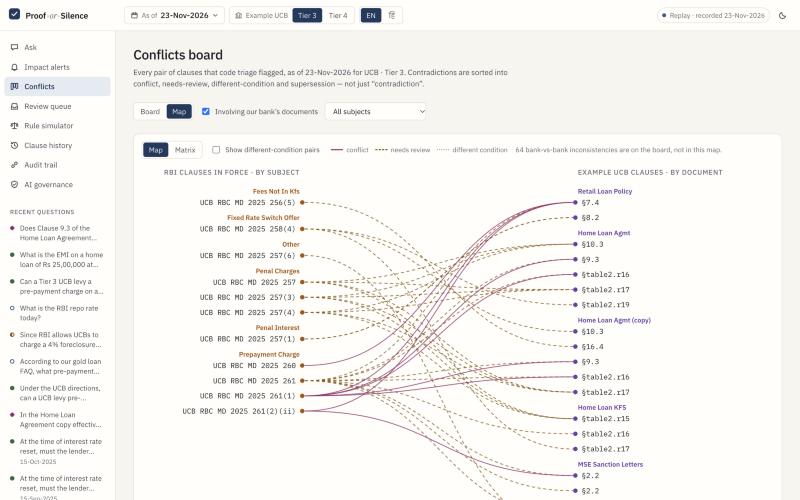 Proof-or-Silence
As of 23-Nov-2026
Example UCB Tier 3 Tier 4
EN हिं
Replay · recorded 23-Nov-2026
Ask
Impact alerts
Conflicts
Review queue
Rule simulator
Clause history
Audit trail
AI governance
RECENT QUESTIONS
Does Clause 9.3 of the
Home Loan Agreement...
What is the EMI on a home
loan of Rs 25,00,000 at...
Can a Tier 3 UCB levy a
pre-payment charge on a...
What is the RBI repo rate
today?
Since RBI allows UCBs to
charge a 4% foreclosure...
According to our gold loan
FAQ, what pre-payment...
Under the UCB directions,
can a UCB levy pre-...
In the Home Loan
Agreement copy effectiv...
At the time of interest rate
reset, must the lender...
15-Oct-2025
At the time of interest rate
reset, must the lender...
15-Sep-2025
Conflicts board
Every pair of clauses that code triage flagged, as of 23-Nov-2026 for UCB · Tier 3. Contradictions are sorted into
conflict, needs-review, different-condition and supersession — not just "contradiction".
Board Map Involving our bank's documents All subjects
Map Matrix Show different-condition pairs conflict needs review different condition 64 bank-vs-bank inconsistencies are on the board, not in this map.
RBI CLAUSES IN FORCE · BY SUBJECT
Fees Not In Kfs
UCB RBC MD 2025 256(5)
Fixed Rate Switch Offer
UCB RBC MD 2025 258(4)
Other
UCB RBC MD 2025 257(6)
Penal Charges
UCB RBC MD 2025 257
UCB RBC MD 2025 257(3)
UCB RBC MD 2025 257(4)
Penal Interest
UCB RBC MD 2025 257(1)
Prepayment Charge
UCB RBC MD 2025 260
UCB RBC MD 2025 261
UCB RBC MD 2025 261(1)
UCB RBC MD 2025 261(2)(ii)
EXAMPLE UCB CLAUSES · BY DOCUMENT
Retail Loan Policy
§7.4
§8.2
Home Loan Agmt
§10.3
§9.3
§table2.r16
§table2.r17
§table2.r19
Home Loan Agmt (copy)
§10.3
§16.4
§9.3
§table2.r16
§table2.r17
Home Loan KFS
§table2.r15
§table2.r16
§table2.r17
MSE Sanction Letters
§2.2
§2.2